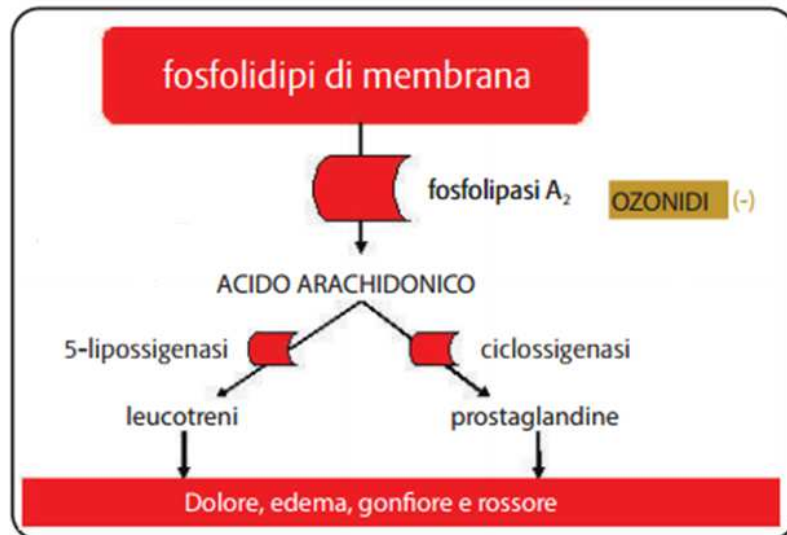 fosfolidipi di membrana
fosfolipasi A₂
OZONIDI (-)
ACIDO ARACHIDONICO
5-lipossigenasi
ciclossigenasi
leucotreni
prostaglandine
Dolore, edema, gonfiore e rossore